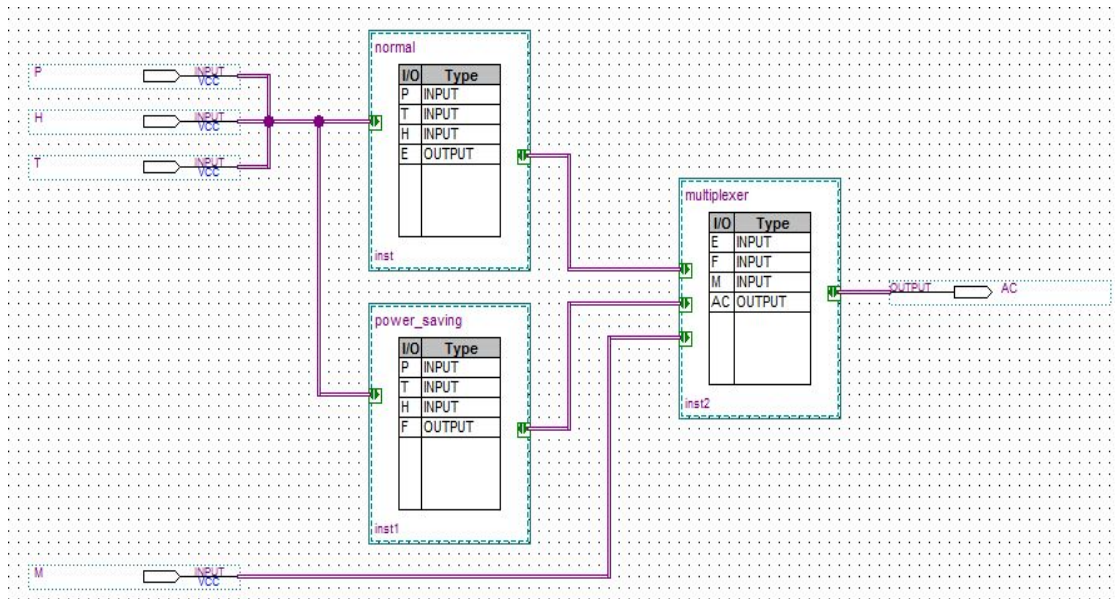 P INPUT
VCC
H INPUT
VCC
T INPUT
VCC
normal
I/O Type
P INPUT
T INPUT
H INPUT
E OUTPUT
inst
power_saving
I/O Type
P INPUT
T INPUT
H INPUT
F OUTPUT
inst1
M INPUT
VCC
multiplexer
I/O Type
E INPUT
F INPUT
M INPUT
AC OUTPUT
inst2
OUTPUT AC